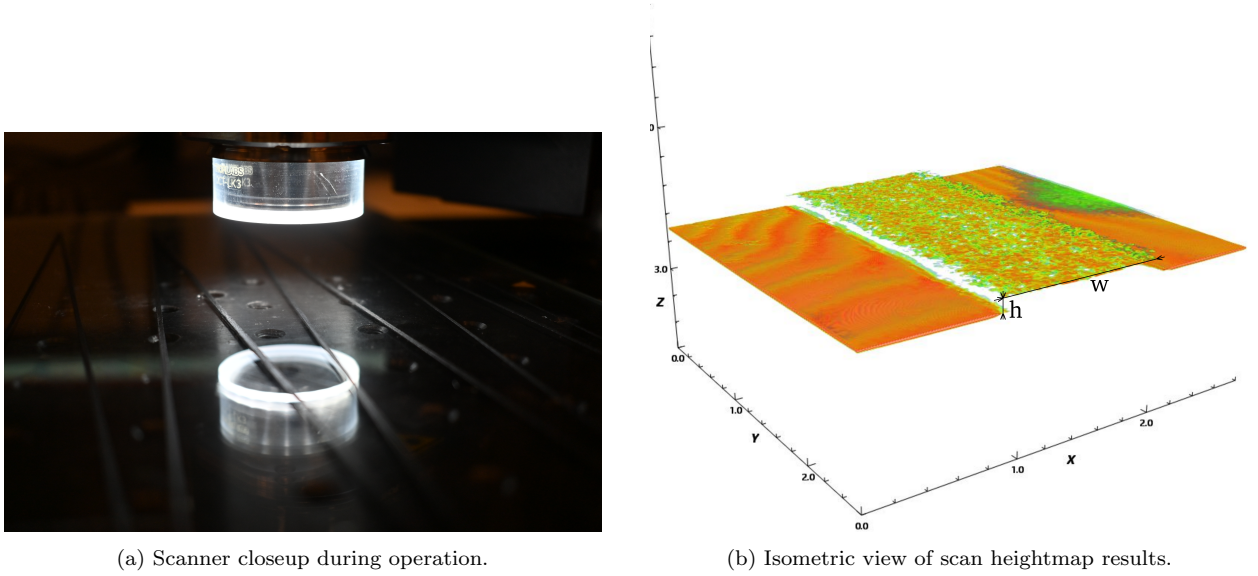 -LK3
3.0
Z
w
h
0.0
1.0
Y
2.0
0.0
1.0
X
2.0
(a) Scanner closeup during operation.
(b) Isometric view of scan heightmap results.